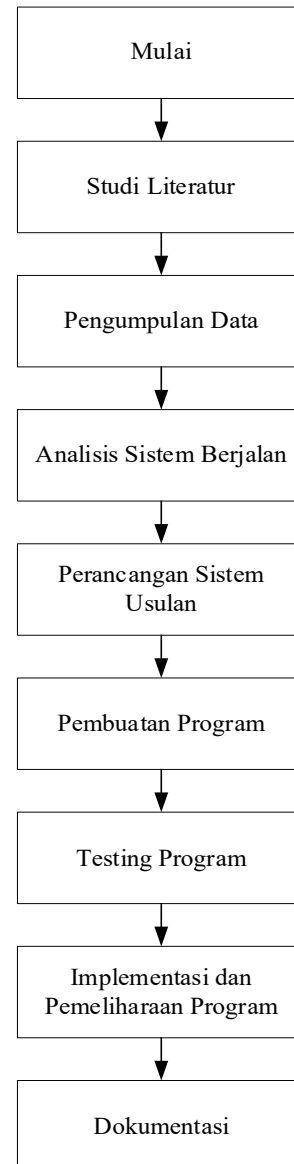 Mulai
Studi Literatur
Pengumpulan Data
Analisis Sistem Berjalan
Perancangan Sistem
Usulan
Pembuatan Program
Testing Program
Implementasi dan
Pemeliharaan Program
Dokumentasi